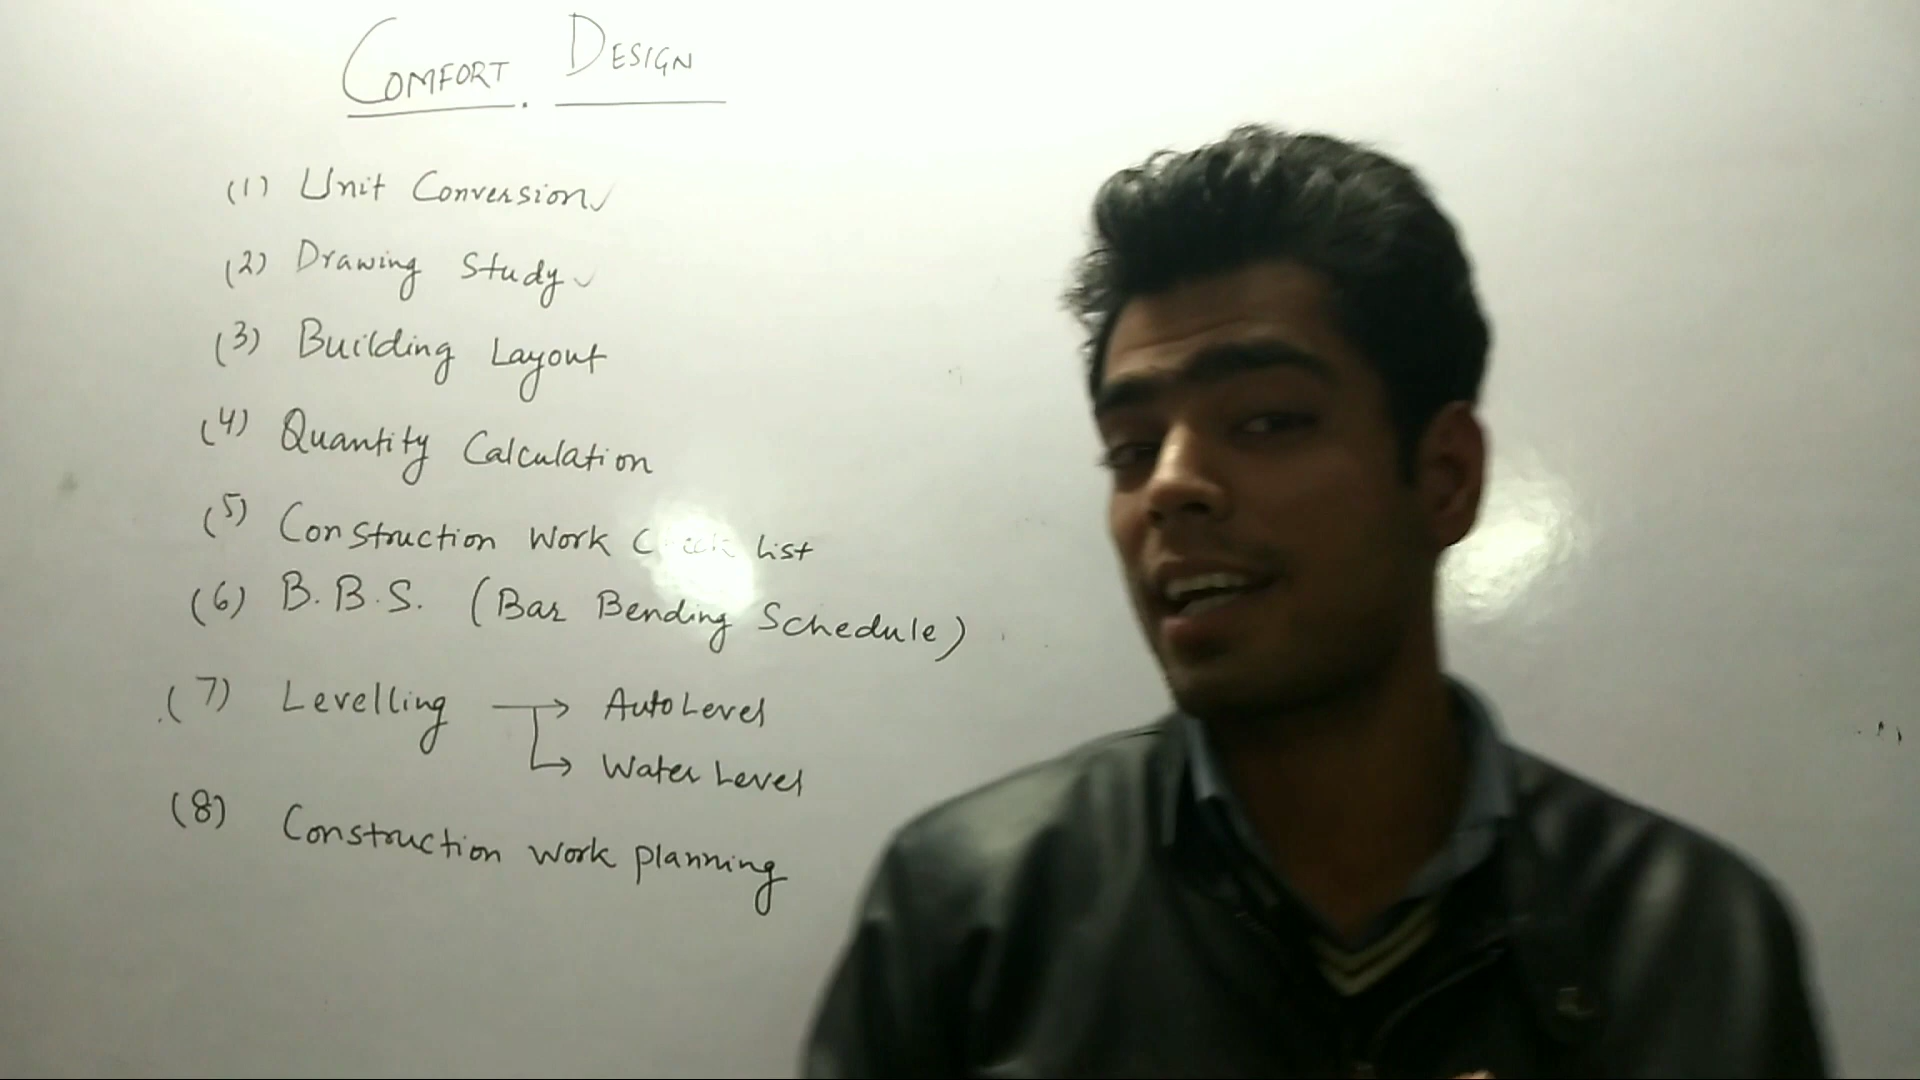 COMFORT DESIGN
(1) Unit Conversion
(2) Drawing Study
(3) Building Layout
(4) Quantity Calculation
(5) Construction Work list
(6) B.B.S. (Bar Bending Schedule)
(7) Levelling → Auto Level
→ Water Level
(8) Construction work planning